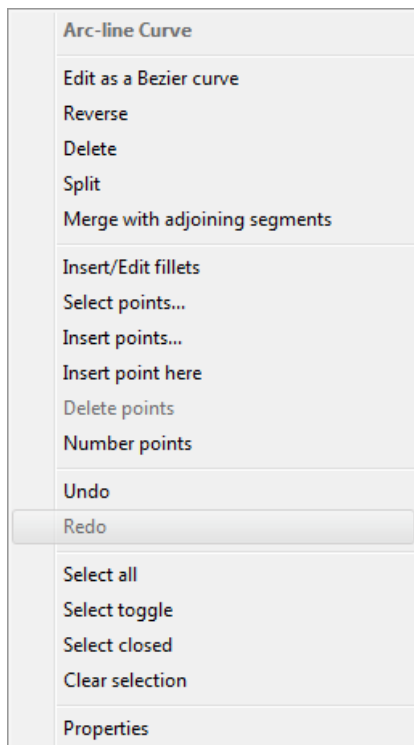 Arc-line Curve
Edit as a Bezier curve
Reverse
Delete
Split
Merge with adjoining segments
Insert/Edit fillets
Select points...
Insert points...
Insert point here
Delete points
Number points
Undo
Redo
Select all
Select toggle
Select closed
Clear selection
Properties